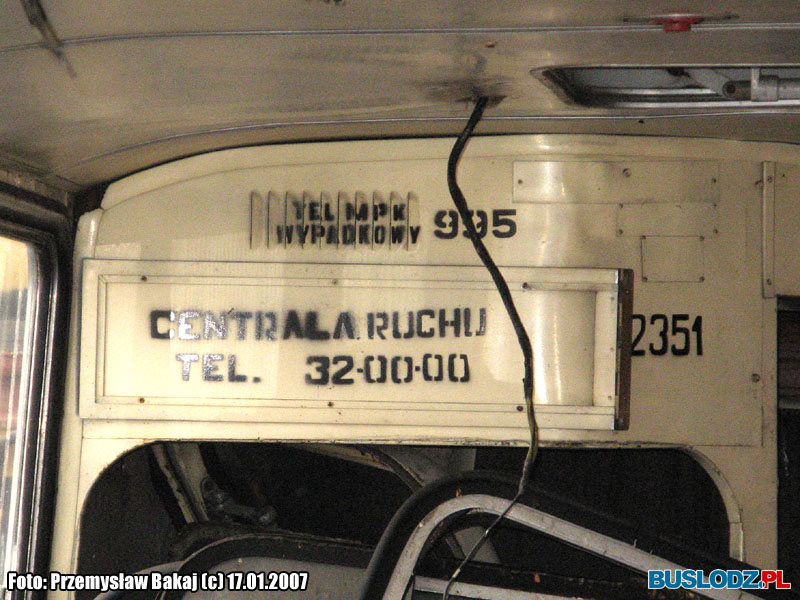 TEL MPK
WYPADKOWY 995
CENTRALA RUCHU
TEL. 32-00-00
2351
Foto: Przemysław Bakaj (c) 17.01.2007
BUSLODZ.PL